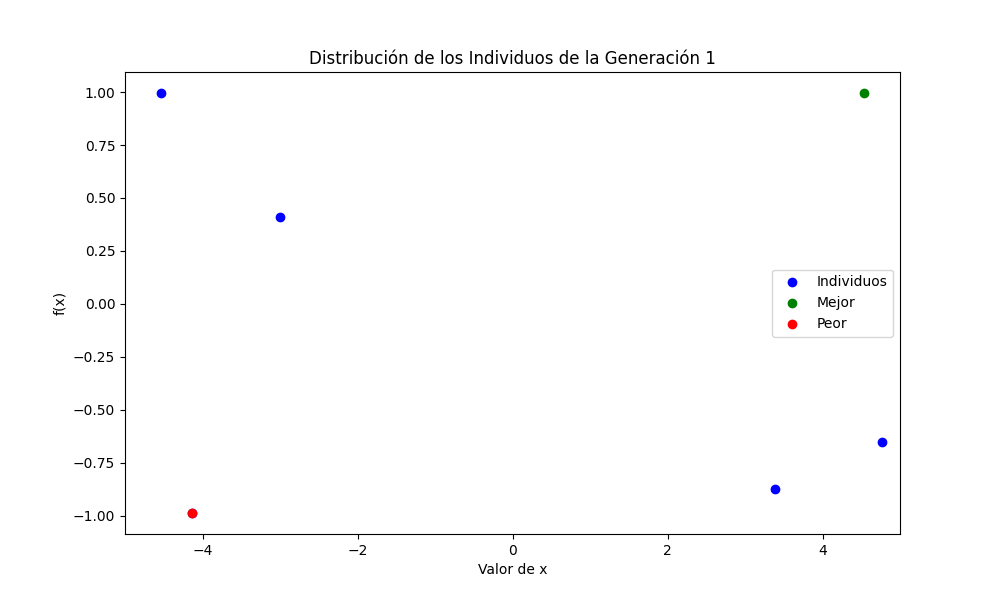 Distribución de los Individuos de la Generación 1
1.00
0.75
0.50
0.25
0.00
−0.25
−0.50
−0.75
−1.00
f(x)
Individuos
Mejor
Peor
−4
−2
0
2
4
Valor de x